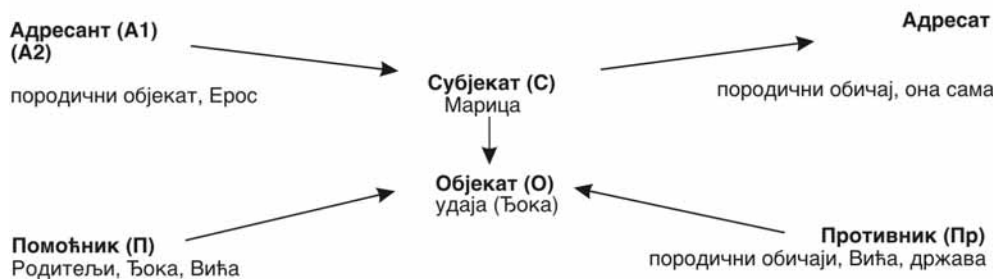 Адресант (А1)
(А2)
Адресат
породични објекат, Ерос
Субјекат (С)
Марица
породични обичај, она сама
Објекат (О)
удаја (Ђока)
Помоћник (П)
Родитељи, Ђока, Вића
Противник (Пр)
породични обичаји, Вића, држава